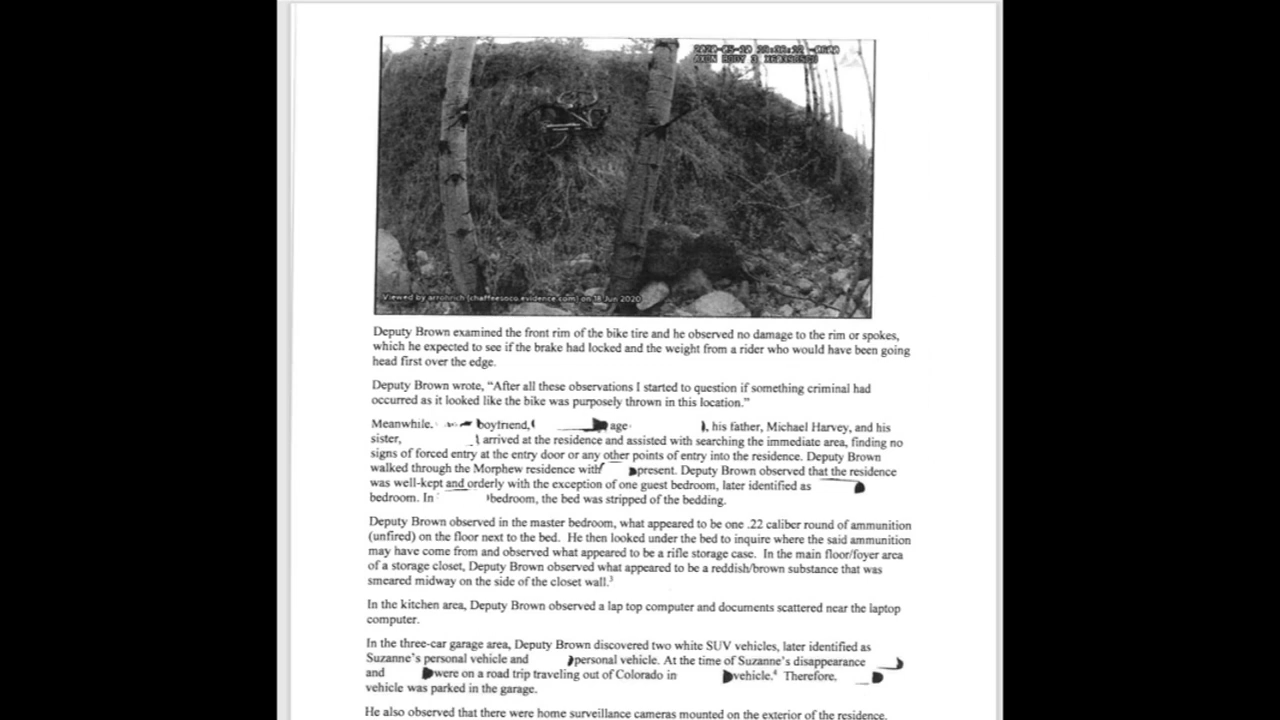 Viewed by arrohrich (chaffeesoco.evidence.com) on 18 Jun 2020
Deputy Brown examined the front rim of the bike tire and he observed no damage to the rim or spokes,
which he expected to see if the brake had locked and the weight from a rider who would have been going
head first over the edge.
Deputy Brown wrote, “After all these observations I started to question if something criminal had
occurred as it looked like the bike was purposely thrown in this location.”
Meanwhile, boyfriend, age ), his father, Michael Harvey, and his
sister, arrived at the residence and assisted with searching the immediate area, finding no
signs of forced entry at the entry door or any other points of entry into the residence. Deputy Brown
walked through the Morphew residence with present. Deputy Brown observed that the residence
was well-kept and orderly with the exception of one guest bedroom, later identified as
bedroom. In bedroom, the bed was stripped of the bedding.
Deputy Brown observed in the master bedroom, what appeared to be one .22 caliber round of ammunition
(unfired) on the floor next to the bed. He then looked under the bed to inquire where the said ammunition
may have come from and observed what appeared to be a rifle storage case. In the main floor/foyer area
of a storage closet, Deputy Brown observed what appeared to be a reddish/brown substance that was
smeared midway on the side of the closet wall.³
In the kitchen area, Deputy Brown observed a lap top computer and documents scattered near the laptop
computer.
In the three-car garage area, Deputy Brown discovered two white SUV vehicles, later identified as
Suzanne's personal vehicle and personal vehicle. At the time of Suzanne's disappearance
and were on a road trip traveling out of Colorado in vehicle.⁴ Therefore,
vehicle was parked in the garage.
He also observed that there were home surveillance cameras mounted on the exterior of the residence.